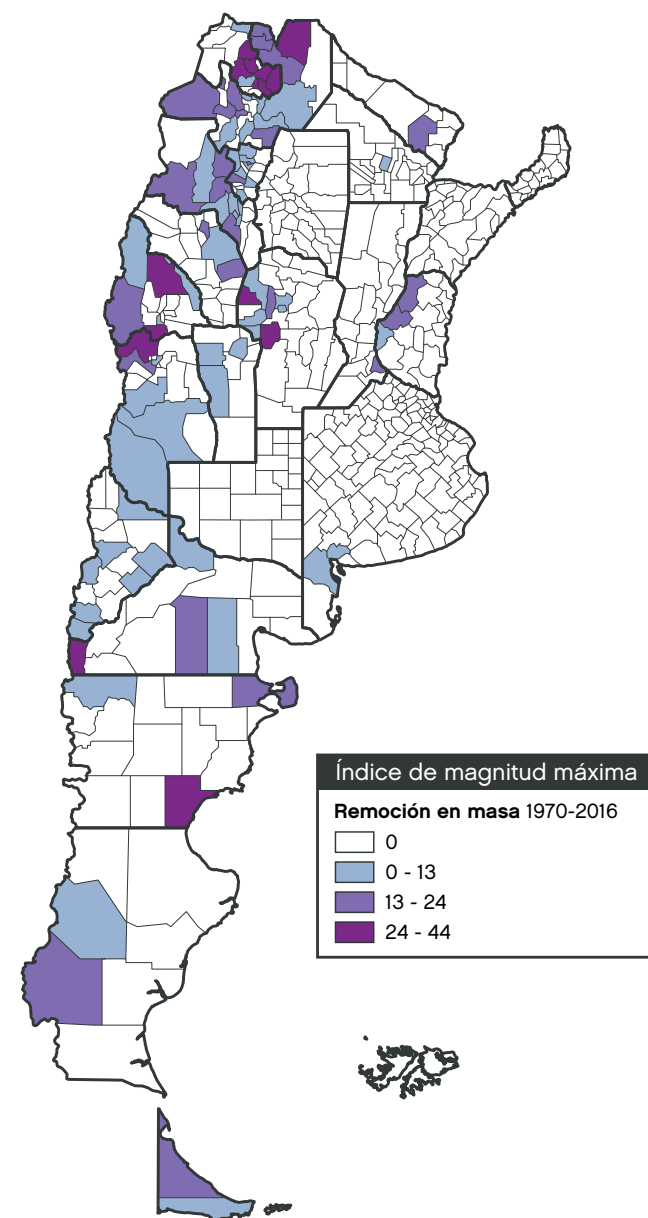 Índice de magnitud máxima
Remoción en masa 1970-2016
0
0 - 13
13 - 24
24 - 44